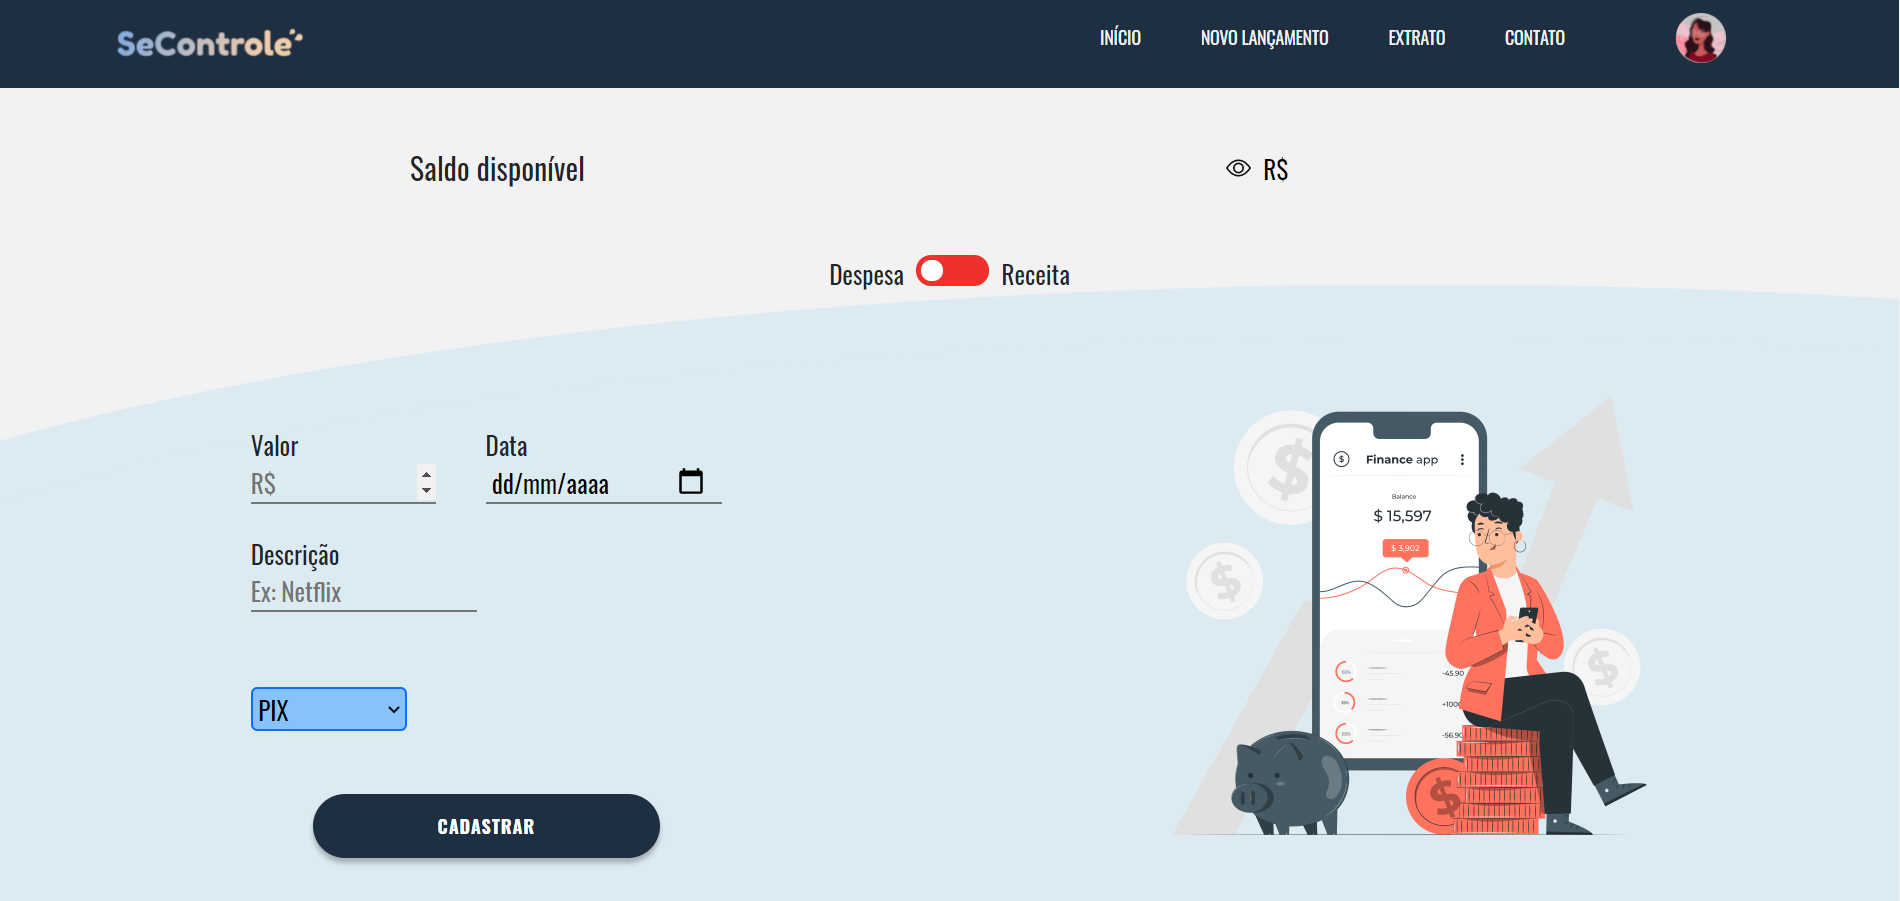 SeControle
INÍCIO
NOVO LANÇAMENTO
EXTRATO
CONTATO
Saldo disponível
R$
Despesa
Receita
Valor
R$
Data
dd/mm/aaaa
Descrição
Ex: Netflix
PIX
CADASTRAR
$
Finance app
Balance
$ 15,597
$ 3,902
$
$
$
-45.90
+100
-56.90
$